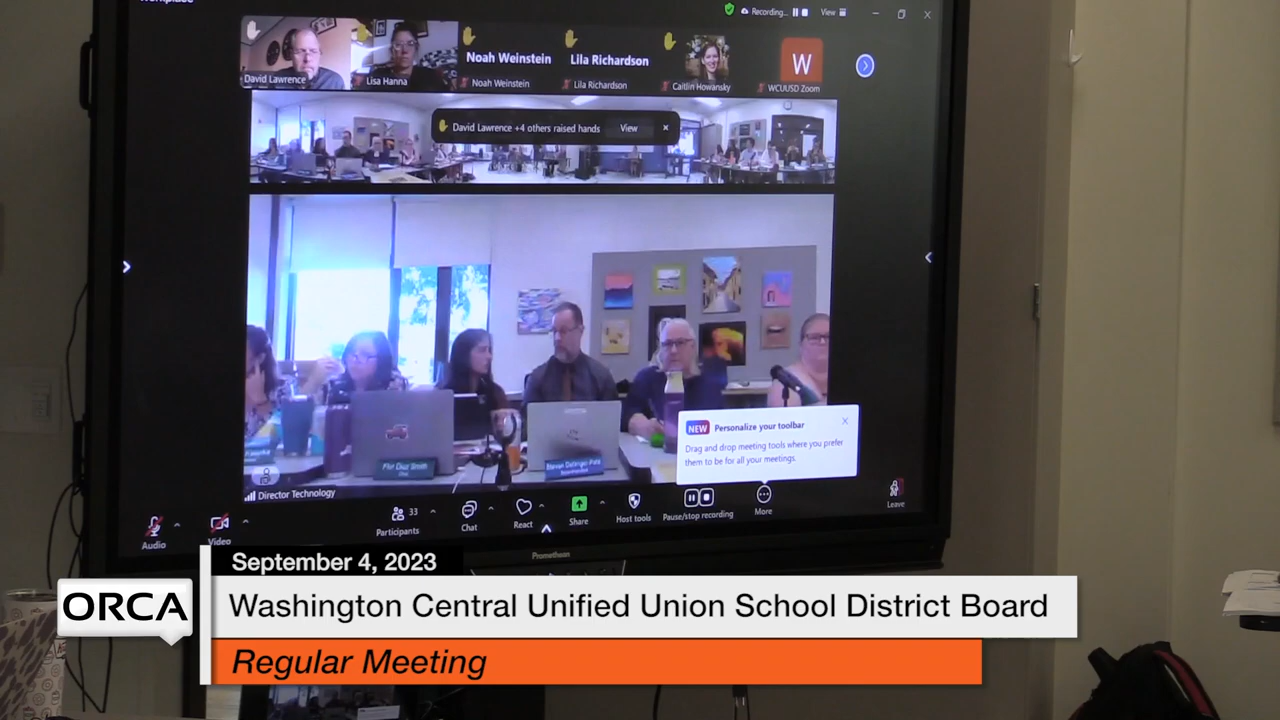 Recording...
View
David Lawrence
Lisa Hanna
Noah Weinstein
Noah Weinstein
Lila Richardson
Lila Richardson
Caitlin Howansky
W
WCUUSD Zoom
David Lawrence +4 others raised hands
View
NEW Personalize your toolbar
Drag and drop meeting tools where you prefer
them to be for all your meetings.
Director Technology
Audio
Video
Participants
33
Chat
React
Share
Host tools
Pause/stop recording
More
Leave
Promethean
September 4, 2023
ORCA
Washington Central Unified Union School District Board
Regular Meeting